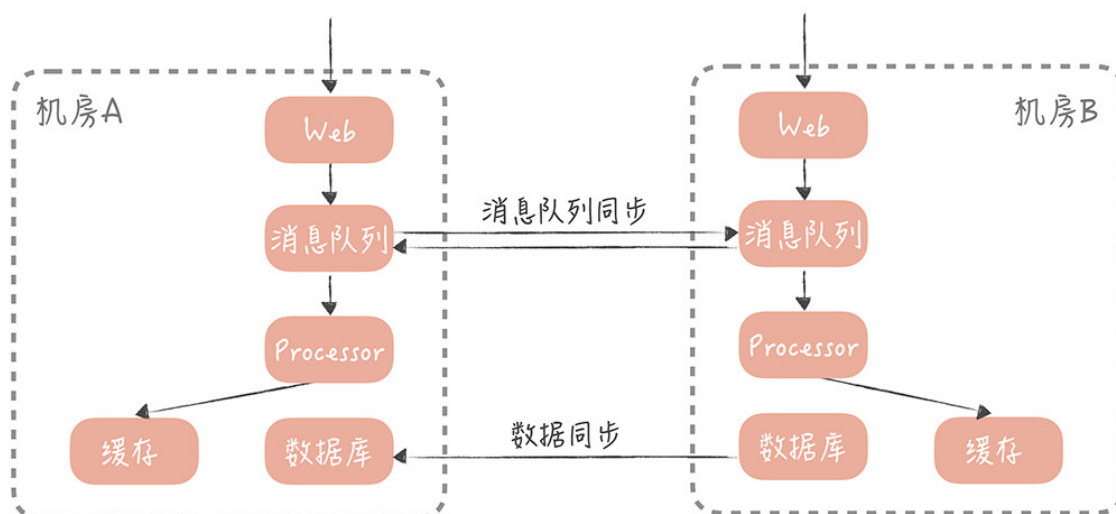 机房A
机房B
Web
Web
消息队列
消息队列同步
消息队列
Processor
Processor
缓存
数据库
数据同步
数据库
缓存